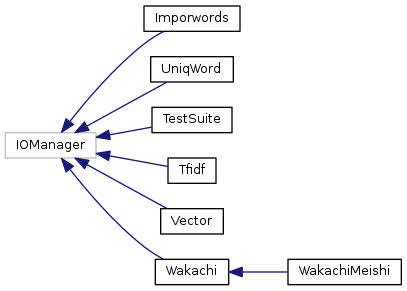 Imporwords
UniqWord
TestSuite
IOManager
Tfidf
Vector
Wakachi
WakachiMeishi